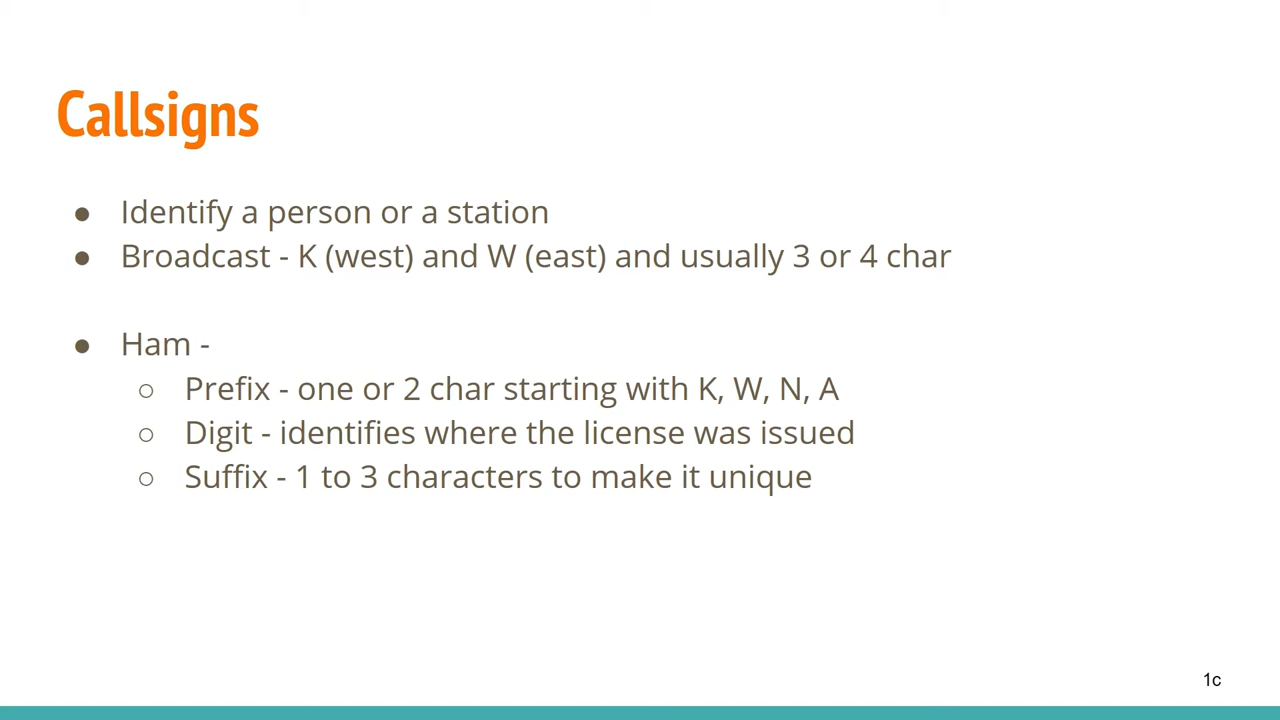 Callsigns
● Identify a person or a station
● Broadcast - K (west) and W (east) and usually 3 or 4 char
● Ham -
○ Prefix - one or 2 char starting with K, W, N, A
○ Digit - identifies where the license was issued
○ Suffix - 1 to 3 characters to make it unique
1c